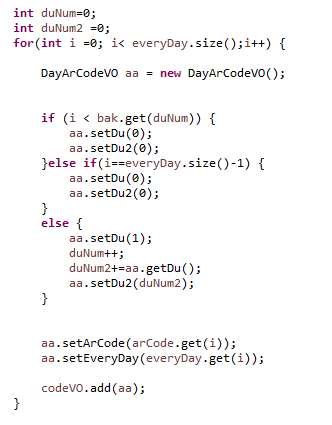 int duNum=0;
int duNum2 =0;
for(int i =0; i< everyDay.size();i++) {
DayArCodeVO aa = new DayArCodeVO();
if (i < bak.get(duNum)) {
aa.setDu(0);
aa.setDu2(0);
}else if(i==everyDay.size()-1) {
aa.setDu(0);
aa.setDu2(0);
}
else {
aa.setDu(1);
duNum++;
duNum2+=aa.getDu();
aa.setDu2(duNum2);
}
aa.setArCode(arCode.get(i));
aa.setEveryDay(everyDay.get(i));
codeVO.add(aa);
}